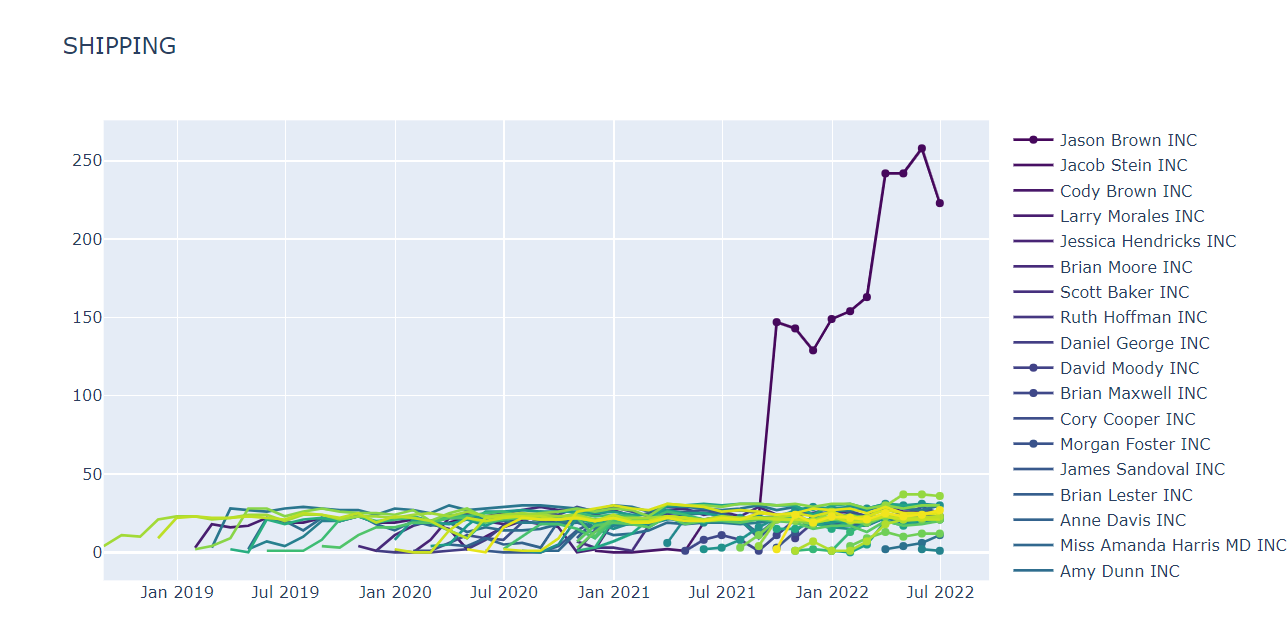 SHIPPING
250
200
150
100
50
0
Jan 2019
Jul 2019
Jan 2020
Jul 2020
Jan 2021
Jul 2021
Jan 2022
Jul 2022
Jason Brown INC
Jacob Stein INC
Cody Brown INC
Larry Morales INC
Jessica Hendricks INC
Brian Moore INC
Scott Baker INC
Ruth Hoffman INC
Daniel George INC
David Moody INC
Brian Maxwell INC
Cory Cooper INC
Morgan Foster INC
James Sandoval INC
Brian Lester INC
Anne Davis INC
Miss Amanda Harris MD INC
Amy Dunn INC